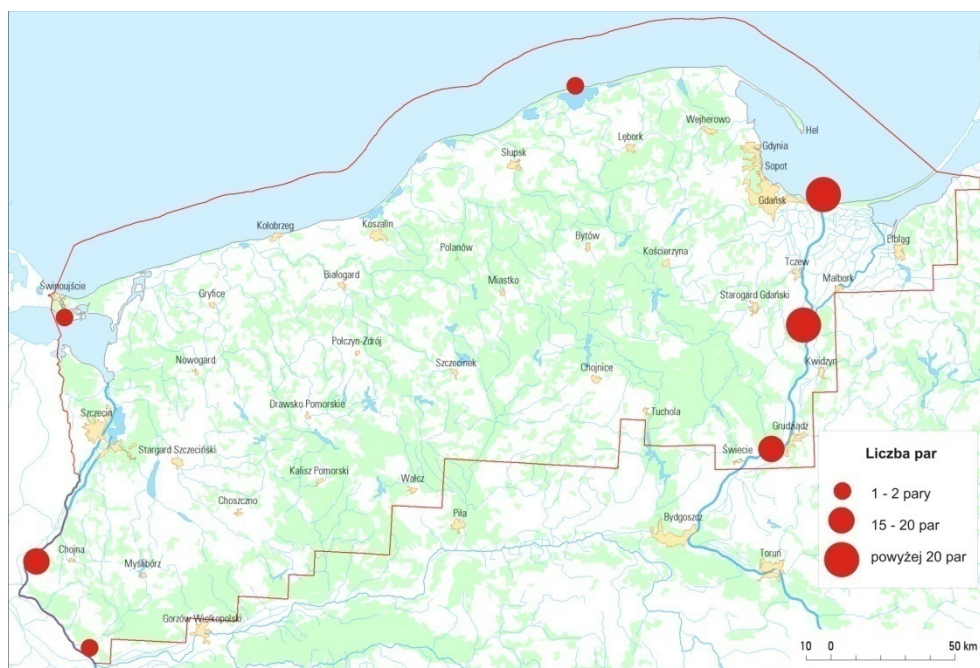 Hel
Wejherowo
Lębork
Gdynia
Słupsk
Sopot
Gdańsk
Kołobrzeg
Koszalin
Bytów
Kościerzyna
Elbląg
Polanów
Tczew
Miastko
Malbork
Świnoujście
Białogard
Gryfice
Starogard Gdański
Połczyn-Zdrój
Nowogard
Szczecinek
Chojnice
Kwidzyn
Drawsko Pomorskie
Tuchola
Szczecin
Grudziądz
Stargard Szczeciński
Świecie
Kalisz Pomorski
Wałcz
Choszczno
Piła
Bydgoszcz
Chojna
Myślibórz
Toruń
Gorzów Wielkopolski
Liczba par
1 - 2 pary
15 - 20 par
powyżej 20 par
10 0 50 km